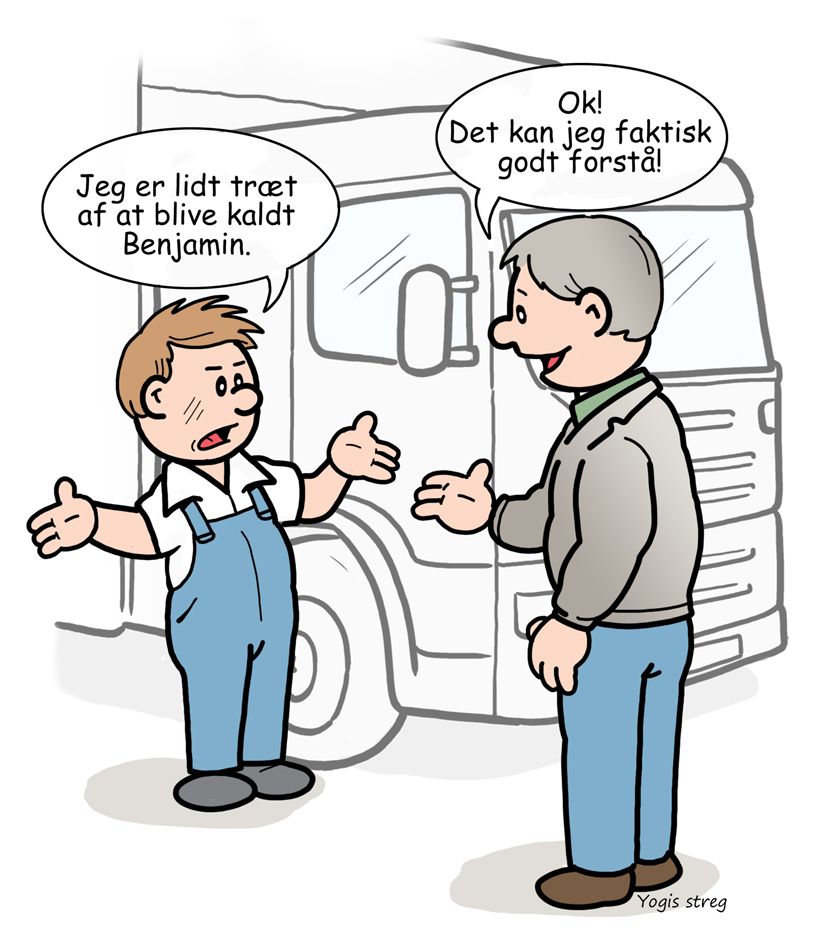 Jeg er lidt træt
af at blive kaldt
Benjamin.
Ok!
Det kan jeg faktisk
godt forstå!
Yogis streg